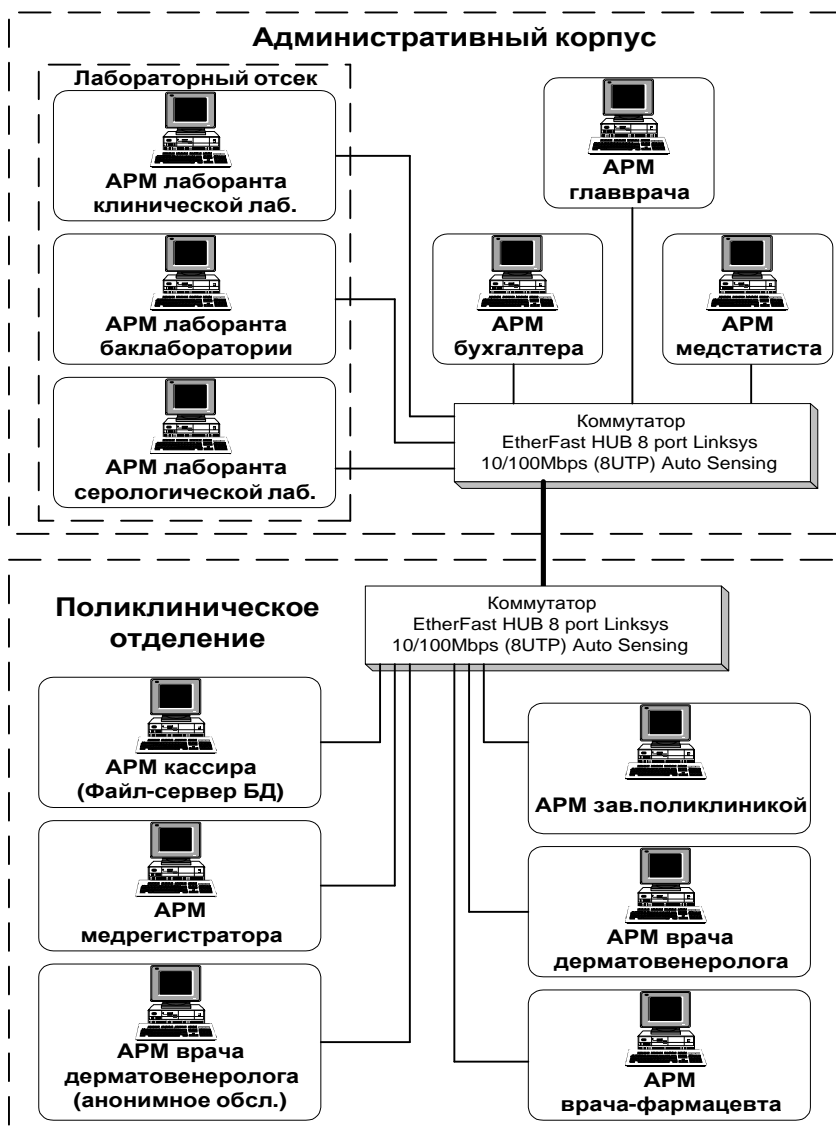 Административный корпус
Лабораторный отсек
АРМ лаборанта
клинической лаб.
АРМ лаборанта
баклаборатории
АРМ лаборанта
серологической лаб.
АРМ
главврача
АРМ
бухгалтера
АРМ
медстатиста
Коммутатор
EtherFast HUB 8 port Linksys
10/100Mbps (8UTP) Auto Sensing
Поликлиническое
отделение
Коммутатор
EtherFast HUB 8 port Linksys
10/100Mbps (8UTP) Auto Sensing
АРМ кассира
(Файл-сервер БД)
АРМ
медрегистратора
АРМ врача
дерматовенеролога
(анонимное обсл.)
АРМ зав.поликлиникой
АРМ врача
дерматовенеролога
АРМ
врача-фармацевта